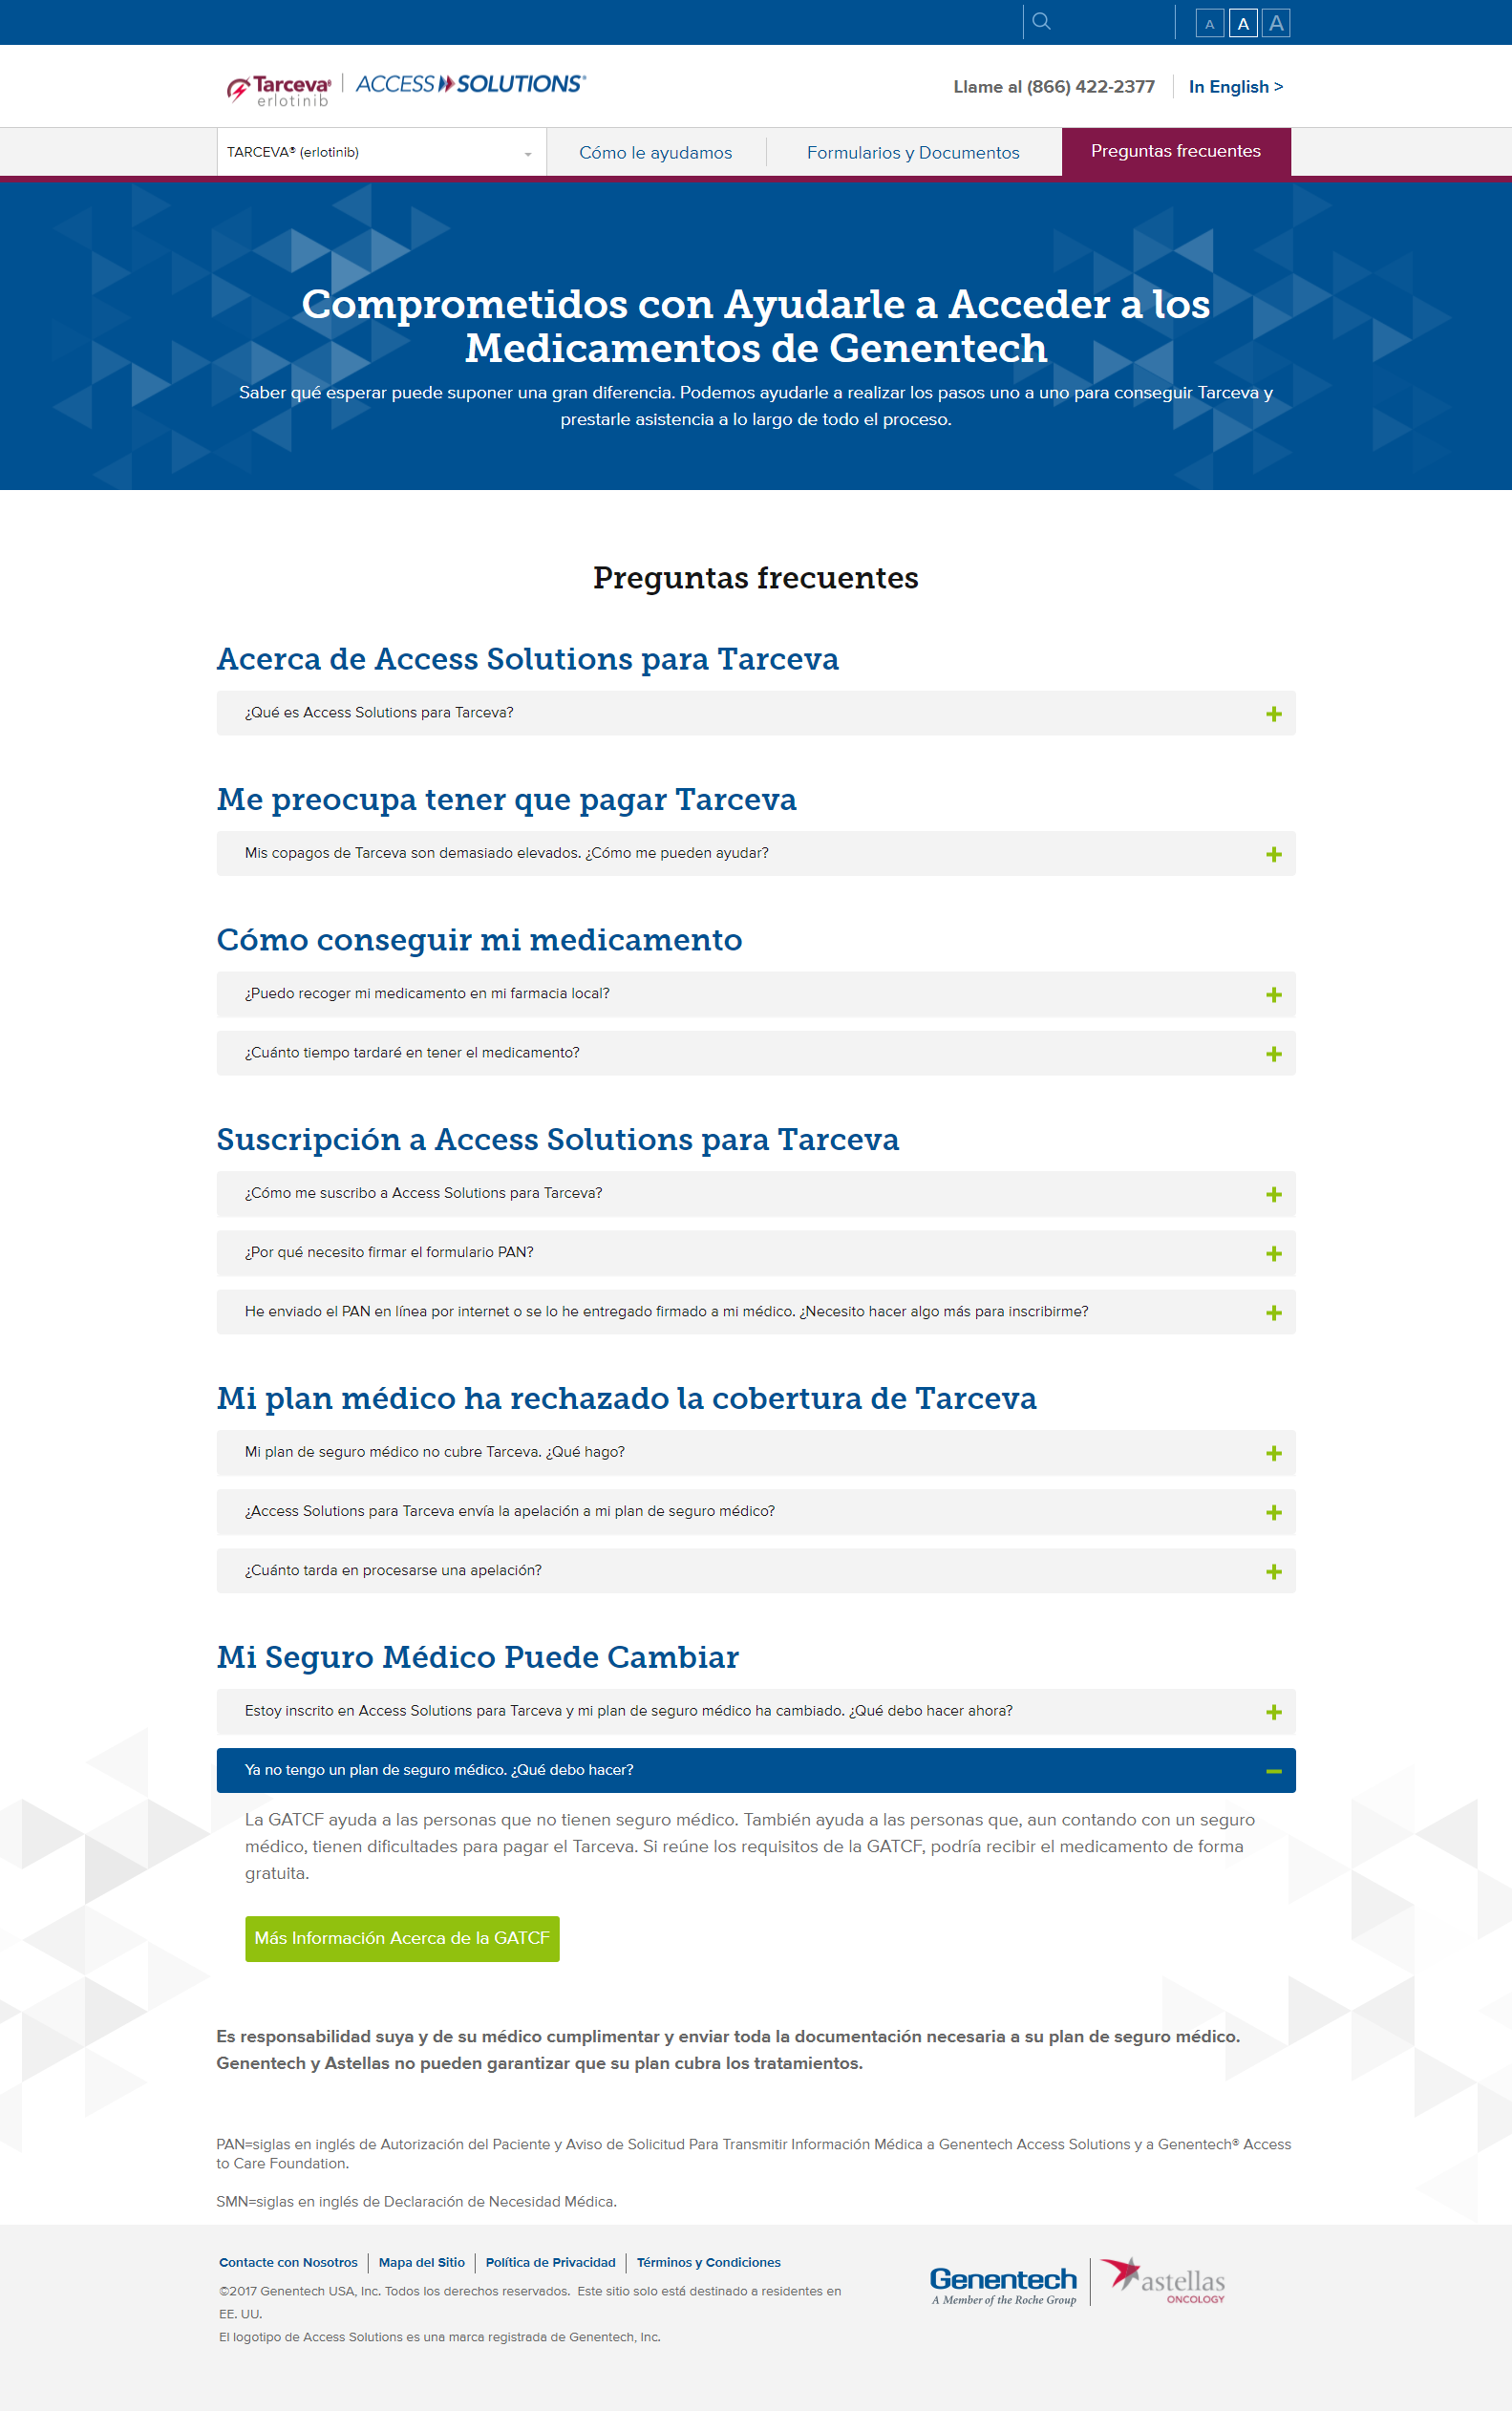 A A A
Tarceva® erlotinib | ACCESS SOLUTIONS®
Llame al (866) 422-2377
In English >
TARCEVA® (erlotinib)
Cómo le ayudamos
Formularios y Documentos
Preguntas frecuentes
Comprometidos con Ayudarle a Acceder a los
Medicamentos de Genentech
Saber qué esperar puede suponer una gran diferencia. Podemos ayudarle a realizar los pasos uno a uno para conseguir Tarceva y
prestarle asistencia a lo largo de todo el proceso.
Preguntas frecuentes
Acerca de Access Solutions para Tarceva
¿Qué es Access Solutions para Tarceva?
Me preocupa tener que pagar Tarceva
Mis copagos de Tarceva son demasiado elevados. ¿Cómo me pueden ayudar?
Cómo conseguir mi medicamento
¿Puedo recoger mi medicamento en mi farmacia local?
¿Cuánto tiempo tardaré en tener el medicamento?
Suscripción a Access Solutions para Tarceva
¿Cómo me suscribo a Access Solutions para Tarceva?
¿Por qué necesito firmar el formulario PAN?
He enviado el PAN en línea por internet o se lo he entregado firmado a mi médico. ¿Necesito hacer algo más para inscribirme?
Mi plan médico ha rechazado la cobertura de Tarceva
Mi plan de seguro médico no cubre Tarceva. ¿Qué hago?
¿Access Solutions para Tarceva envía la apelación a mi plan de seguro médico?
¿Cuánto tarda en procesarse una apelación?
Mi Seguro Médico Puede Cambiar
Estoy inscrito en Access Solutions para Tarceva y mi plan de seguro médico ha cambiado. ¿Qué debo hacer ahora?
Ya no tengo un plan de seguro médico. ¿Qué debo hacer?
La GATCF ayuda a las personas que no tienen seguro médico. También ayuda a las personas que, aun contando con un seguro
médico, tienen dificultades para pagar el Tarceva. Si reúne los requisitos de la GATCF, podría recibir el medicamento de forma
gratuita.
Más Información Acerca de la GATCF
Es responsabilidad suya y de su médico cumplimentar y enviar toda la documentación necesaria a su plan de seguro médico.
Genentech y Astellas no pueden garantizar que su plan cubra los tratamientos.
PAN=siglas en inglés de Autorización del Paciente y Aviso de Solicitud Para Transmitir Información Médica a Genentech Access Solutions y a Genentech® Access
to Care Foundation.
SMN=siglas en inglés de Declaración de Necesidad Médica.
Contacte con Nosotros | Mapa del Sitio | Política de Privacidad | Términos y Condiciones
©2017 Genentech USA, Inc. Todos los derechos reservados. Este sitio solo está destinado a residentes en
EE. UU.
El logotipo de Access Solutions es una marca registrada de Genentech, Inc.
Genentech
A Member of the Roche Group
astellas
ONCOLOGY